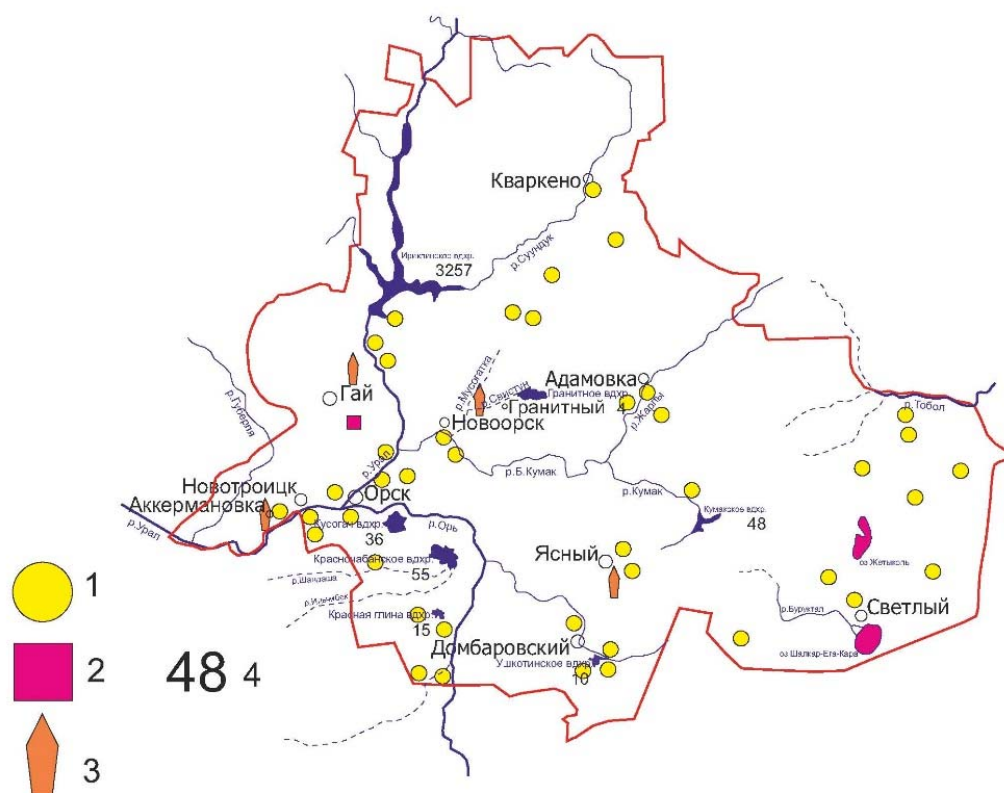 Кваркено
Ириклинское вдхр.
3257
р.Суундук
р.Мусогатка
р.Свистун
Адамовка
Гранитное вдхр.
4
Гай
Гранитный
р.Жарлы
р.Тобол
р.Губерля
Новоорск
р.Урал
р.Б.Кумак
Новотроицк
Орск
р.Кумак
Аккермановка
Кумакское вдхр.
48
р.Урал
Кусогач вдхр.
р.Орь
36
Ясный
оз Жетыколь
Красночабанское вдхр.
55
р.Шандаша
р.Буруктал
Светлый
Красная глина вдхр.
15
Домбаровский
оз Шалкар-Ега-Кара
Ушкотинское вдхр.
10
1
2
48 4
3